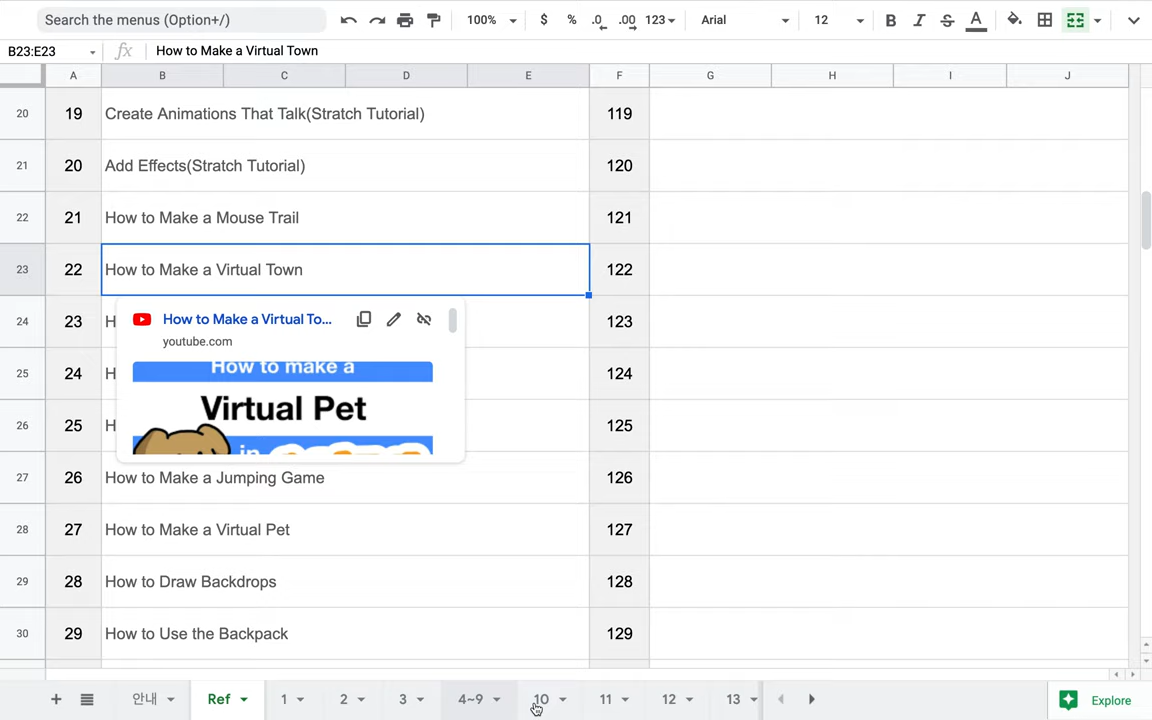 Search the menus (Option+/) 100% $ % .0 .00 123 Arial 12 B I S A
B23:E23 fx How to Make a Virtual Town
A B C D E F G H I J
20 19 Create Animations That Talk(Stratch Tutorial) 119
21 20 Add Effects(Stratch Tutorial) 120
22 21 How to Make a Mouse Trail 121
23 22 How to Make a Virtual Town 122
24 23 H 123
How to Make a Virtual To...
youtube.com
How to make a
Virtual Pet
in
25 24 H 124
26 25 H 125
27 26 How to Make a Jumping Game 126
28 27 How to Make a Virtual Pet 127
29 28 How to Draw Backdrops 128
30 29 How to Use the Backpack 129
+ 안내 Ref 1 2 3 4~9 10 11 12 13 Explore